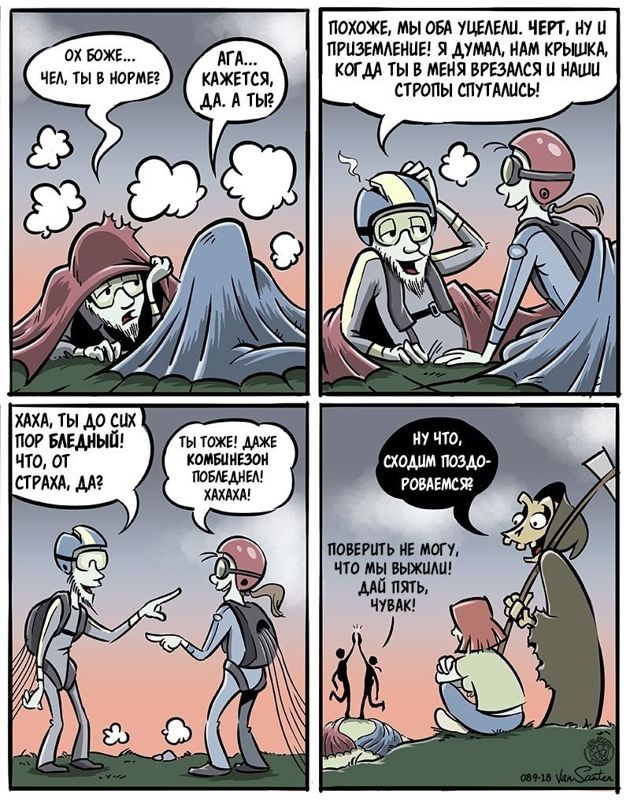 ОХ БОЖЕ...
ЧЕЛ, ТЫ В НОРМЕ?
АГА...
КАЖЕТСЯ,
ДА. А ТЫ?
ПОХОЖЕ, МЫ ОБА УЦЕЛЕЛИ. ЧЕРТ, НУ И
ПРИЗЕМЛЕНИЕ! Я ДУМАЛ, НАМ КРЫШКА,
КОГДА ТЫ В МЕНЯ ВРЕЗАЛСЯ И НАШИ
СТРОПЫ СПУТАЛИСЬ!
ХАХА, ТЫ ДО СИХ
ПОР БЛЕДНЫЙ!
ЧТО, ОТ
СТРАХА, ДА?
ТЫ ТОЖЕ! ДАЖЕ
КОМБИНЕЗОН
ПОБЛЕДНЕЛ!
ХАХАХА!
НУ ЧТО,
СХОДИМ ПОЗДО-
РОВАЕМСЯ?
ПОВЕРИТЬ НЕ МОГУ,
ЧТО МЫ ВЫЖИЛИ!
ДАЙ ПЯТЬ,
ЧУВАК!
089-18 VanSanten